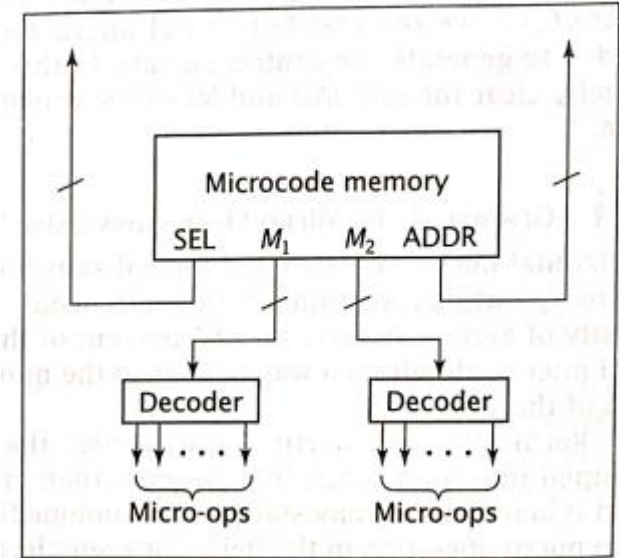 Microcode memory
SEL M₁ M₂ ADDR
Decoder Decoder
Micro-ops Micro-ops